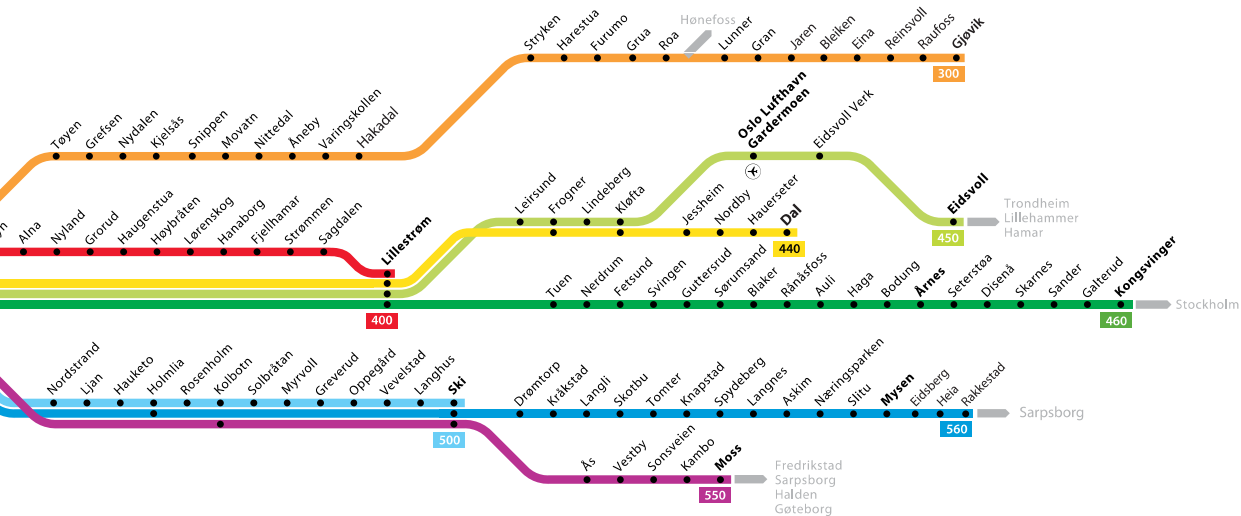 Hønefoss
Stryken
Harestua
Furumo
Grua
Roa
Lunner
Gran
Jaren
Bleiken
Eina
Reinsvoll
Raufoss
Gjøvik
300
Tøyen
Grefsen
Nydalen
Kjelsås
Snippen
Movatn
Nittedal
Åneby
Varingskollen
Hakadal
Oslo Lufthavn
Gardermoen
Eidsvoll Verk
Leirsund
Frogner
Lindeberg
Kløfta
Jessheim
Nordby
Hauerseter
Dal
440
Eidsvoll
450
Trondheim
Lillehammer
Hamar
Alna
Nyland
Grorud
Haugenstua
Høybråten
Lørenskog
Hanaborg
Fjellhamar
Strømmen
Sagdalen
Lillestrøm
400
Tuen
Nerdrum
Fetsund
Svingen
Guttersrud
Sørumsand
Blaker
Rånåsfoss
Auli
Haga
Bodung
Årnes
Seterstøa
Disenå
Skarnes
Sander
Galterud
Kongsvinger
460
Stockholm
Nordstrand
Ljan
Hauketo
Holmlia
Rosenholm
Kolbotn
Solbråtan
Myrvoll
Greverud
Oppegård
Vevelstad
Langhus
Ski
500
Drømtorp
Kråkstad
Langli
Skotbu
Tomter
Knapstad
Spydeberg
Langnes
Askim
Næringsparken
Slitu
Mysen
Eidsberg
Heia
Rakkestad
560
Sarpsborg
Ås
Vestby
Sonsveien
Kambo
Moss
550
Fredrikstad
Sarpsborg
Halden
Gøteborg